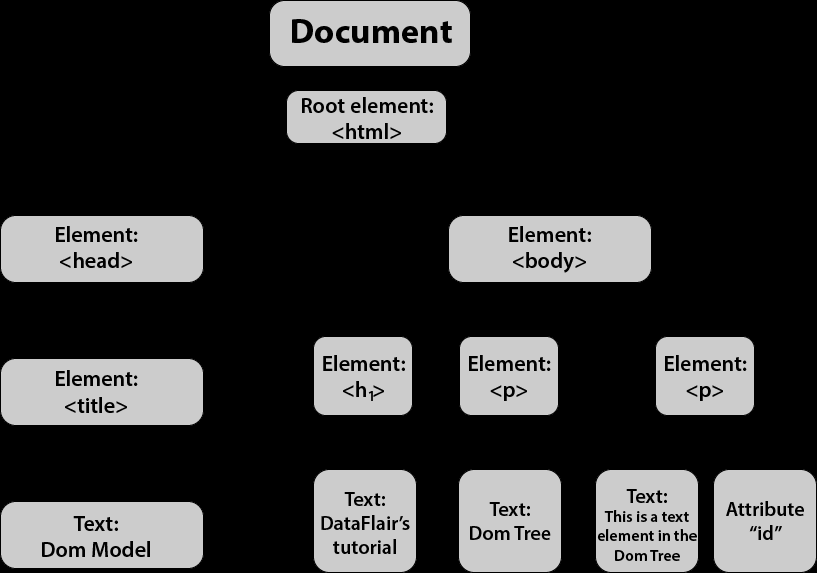 Document
Root element:
<html>
Element:
<head>
Element:
<body>
Element:
<title>
Element:
<h₁>
Element:
<p>
Element:
<p>
Text:
Dom Model
Text:
DataFlair's
tutorial
Text:
Dom Tree
Text:
This is a text
element in the
Dom Tree
Attribute
“id”